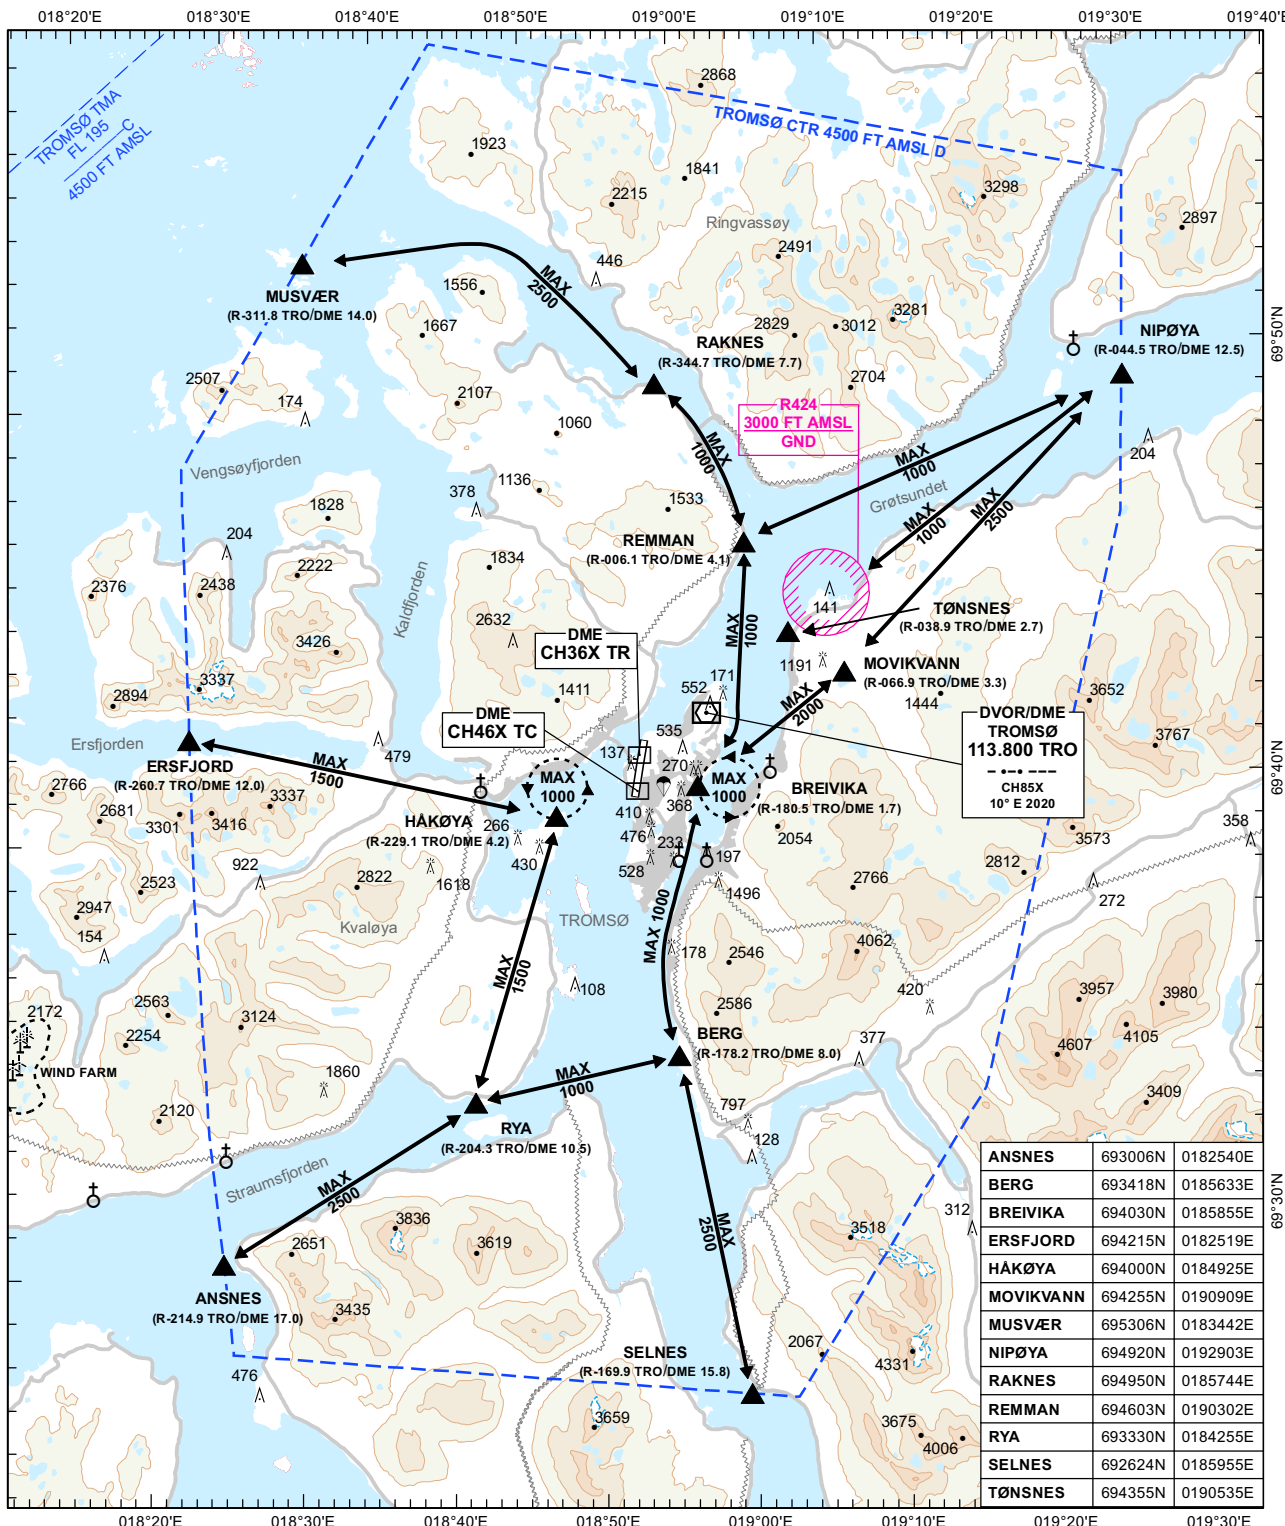 018°20'E 018°30'E 018°40'E 018°50'E 019°00'E 019°10'E 019°20'E 019°30'E 019°40'E
TROMSØ TMA
FL 195 C
4500 FT AMSL
TROMSØ CTR 4500 FT AMSL D
2868
1923
1841
2215
3298
2897
Ringvassøy
2491
446
MAX
2500
MUSVÆR
(R-311.8 TRO/DME 14.0)
1556
1667
3281
3012
2829
RAKNES
(R-344.7 TRO/DME 7.7)
NIPØYA
(R-044.5 TRO/DME 12.5)
69°50'N
2507
174
2107
2704
1060
R424
3000 FT AMSL
GND
MAX
1000
MAX
1000
204
Vengsøyfjorden
1136
378
1533
Grøtsundet
MAX
1000
MAX
2500
1828
204
REMMAN
(R-006.1 TRO/DME 4.1)
2376
2438
2222
Kaldfjorden
1834
2632
141
TØNSNES
(R-038.9 TRO/DME 2.7)
MAX
1000
3426
DME
CH36X TR
1191
MOVIKVANN
(R-066.9 TRO/DME 3.3)
3337
2894
1411
171
552
MAX
2000
1444
3652
DME
CH46X TC
DVOR/DME
TROMSØ
113.800 TRO
CH85X
10° E 2020
3767
Ersfjorden
479
535
137
270
ERSFJORD
(R-260.7 TRO/DME 12.0)
MAX
1500
MAX
1000
MAX
1000
BREIVIKA
(R-180.5 TRO/DME 1.7)
69°40'N
2766
2681
3301
3416
3337
HÅKØYA
(R-229.1 TRO/DME 4.2)
266
430
410
368
476
233
528
197
2054
3573
358
922
1618
2812
2523
2822
1496
2766
272
2947
154
Kvaløya
TROMSØ
MAX 1000
178
2546
4062
MAX
1500
108
2586
420
3957
3980
2172
2563
2254
3124
4105
WIND FARM
BERG
(R-178.2 TRO/DME 8.0)
377
4607
1860
MAX
1000
3409
2120
RYA
(R-204.3 TRO/DME 10.5)
797
128
Straumsfjorden
MAX
2500
MAX
2500
69°30'N
312
3836
3619
2651
3518
ANSNES
(R-214.9 TRO/DME 17.0)
3435
2067
4331
SELNES
(R-169.9 TRO/DME 15.8)
476
3659
3675
4006
ANSNES 693006N 0182540E
BERG 693418N 0185633E
BREIVIKA 694030N 0185855E
ERSFJORD 694215N 0182519E
HÅKØYA 694000N 0184925E
MOVIKVANN 694255N 0190909E
MUSVÆR 695306N 0183442E
NIPØYA 694920N 0192903E
RAKNES 694950N 0185744E
REMMAN 694603N 0190302E
RYA 693330N 0184255E
SELNES 692624N 0185955E
TØNSNES 694355N 0190535E
018°20'E 018°30'E 018°40'E 018°50'E 019°00'E 019°10'E 019°20'E 019°30'E